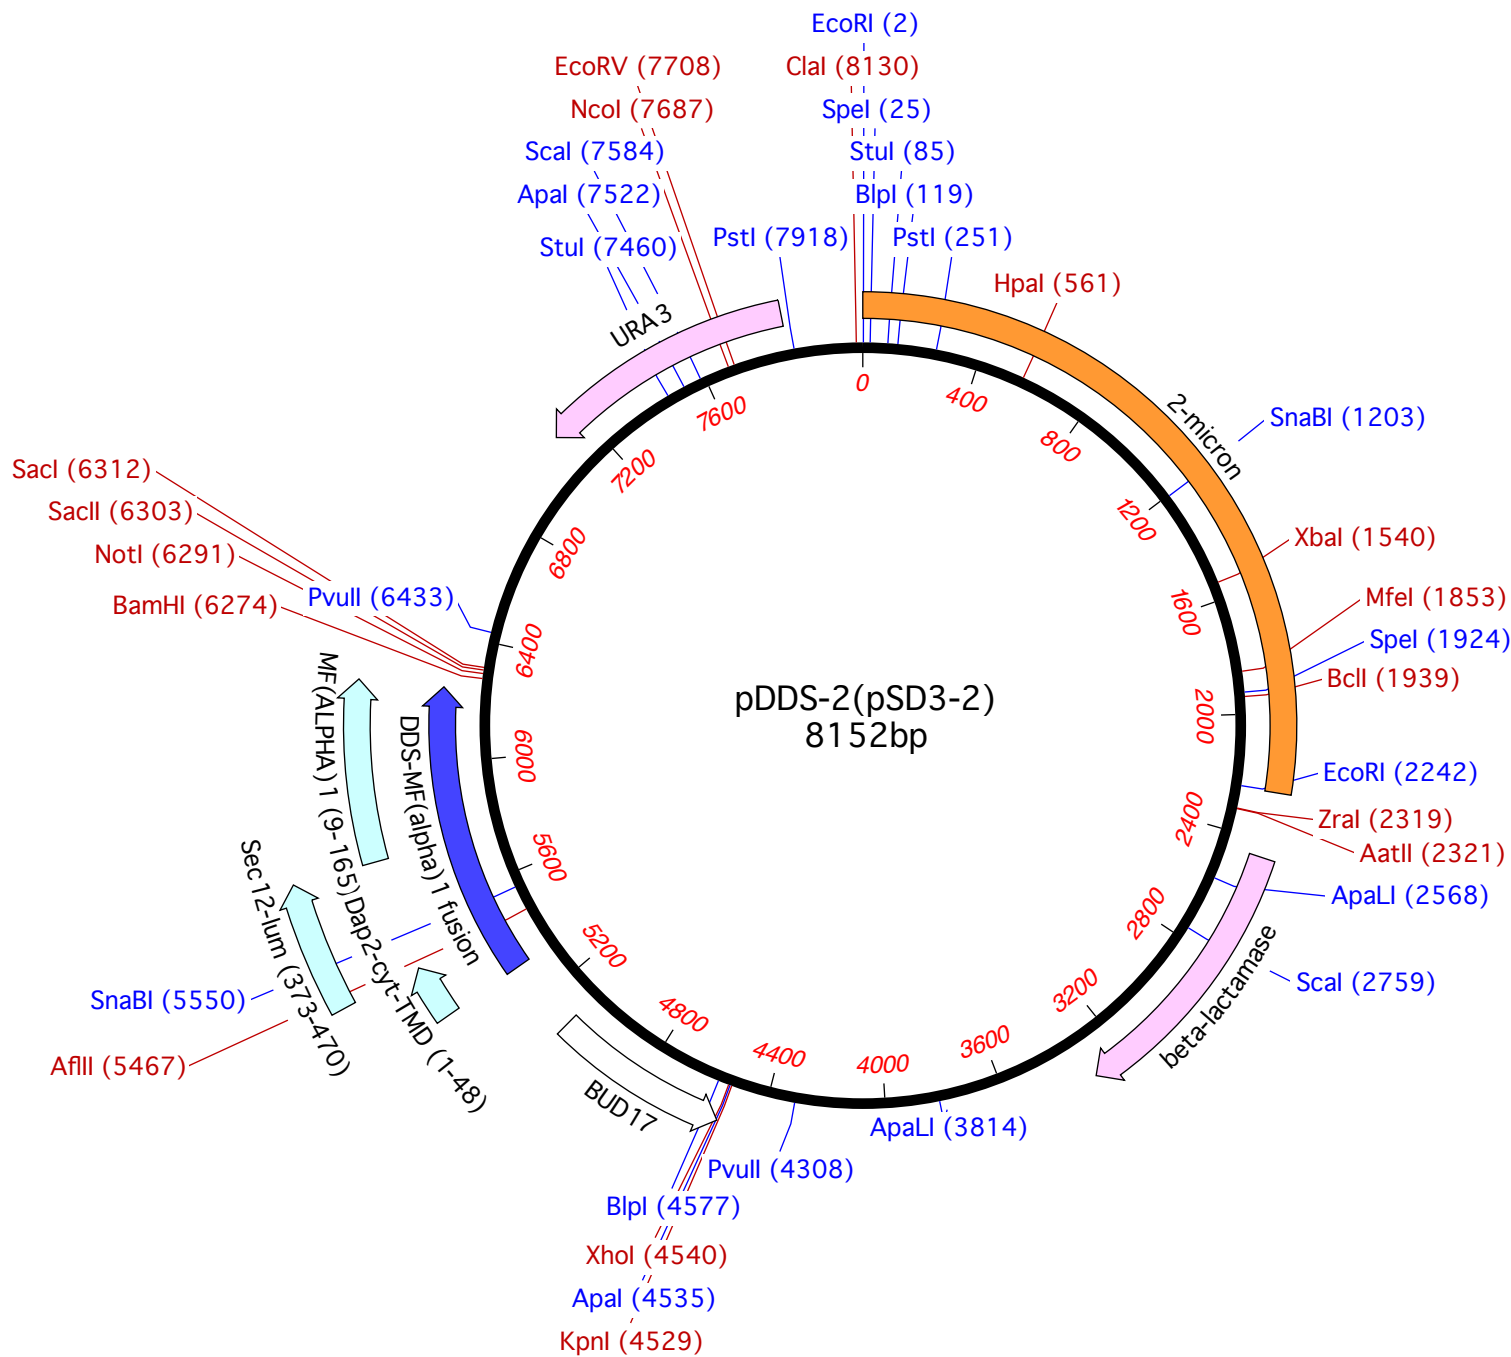 EcoRI (2)
EcoRV (7708)
ClaI (8130)
NcoI (7687)
SpeI (25)
ScaI (7584)
StuI (85)
ApaI (7522)
BlpI (119)
StuI (7460)
PstI (7918)
PstI (251)
HpaI (561)
URA3
0
400
7600
800
2-micron
SnaBI (1203)
7200
1200
SacI (6312)
SacII (6303)
XbaI (1540)
NotI (6291)
6800
MfeI (1853)
BamHI (6274)
PvuII (6433)
1600
SpeI (1924)
6400
BclI (1939)
MF(ALPHA)1 (9-165)
DDS-MF(alpha)1 fusion
pDDS-2(pSD3-2)
8152bp
2000
6000
EcoRI (2242)
2400
ZraI (2319)
AatII (2321)
5600
ApaLI (2568)
Sec12-lum (373-470)
Dap2-cyt-TMD (1-48)
2800
beta-lactamase
5200
ScaI (2759)
SnaBI (5550)
3200
4800
3600
AflII (5467)
4400
4000
BUD17
ApaLI (3814)
PvuII (4308)
BlpI (4577)
XhoI (4540)
ApaI (4535)
KpnI (4529)